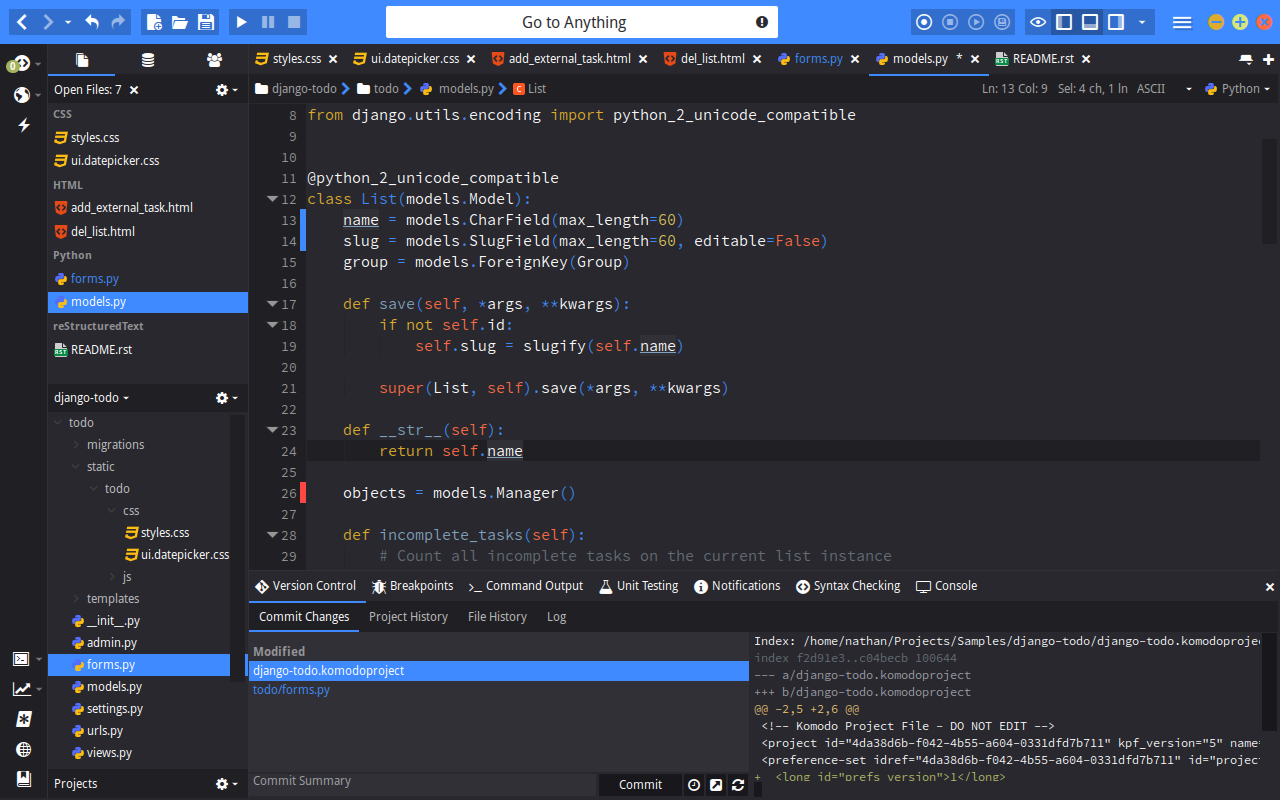 Go to Anything
styles.css ui.datepicker.css add_external_task.html del_list.html forms.py models.py * README.rst
0
Open Files: 7
django-todo todo models.py List
Ln: 13 Col: 9 Sel: 4 ch, 1 ln ASCII Python
CSS
styles.css
ui.datepicker.css
HTML
add_external_task.html
del_list.html
Python
forms.py
models.py
reStructuredText
README.rst
django-todo
todo
migrations
static
todo
css
styles.css
ui.datepicker.css
js
templates
__init__.py
admin.py
forms.py
models.py
settings.py
urls.py
views.py
Projects
8 from django.utils.encoding import python_2_unicode_compatible
9
10
11 @python_2_unicode_compatible
12 class List(models.Model):
13 name = models.CharField(max_length=60)
14 slug = models.SlugField(max_length=60, editable=False)
15 group = models.ForeignKey(Group)
16
17 def save(self, *args, **kwargs):
18 if not self.id:
19 self.slug = slugify(self.name)
20
21 super(List, self).save(*args, **kwargs)
22
23 def __str__(self):
24 return self.name
25
26 objects = models.Manager()
27
28 def incomplete_tasks(self):
29 # Count all incomplete tasks on the current list instance
Version Control Breakpoints Command Output Unit Testing Notifications Syntax Checking Console
Commit Changes Project History File History Log
Modified
django-todo.komodoproject
todo/forms.py
Commit Summary
Commit
Index: /home/nathan/Projects/Samples/django-todo/django-todo.komodoproje
index f2d91e3..c04becb 100644
--- a/django-todo.komodoproject
+++ b/django-todo.komodoproject
@@ -2,5 +2,6 @@
<!-- Komodo Project File - DO NOT EDIT -->
<project id="4da38d6b-f042-4b55-a604-0331dfd7b711" kpf_version="5" name=
<preference-set idref="4da38d6b-f042-4b55-a604-0331dfd7b711" id="project
+ <long id="prefs_version">1</long>